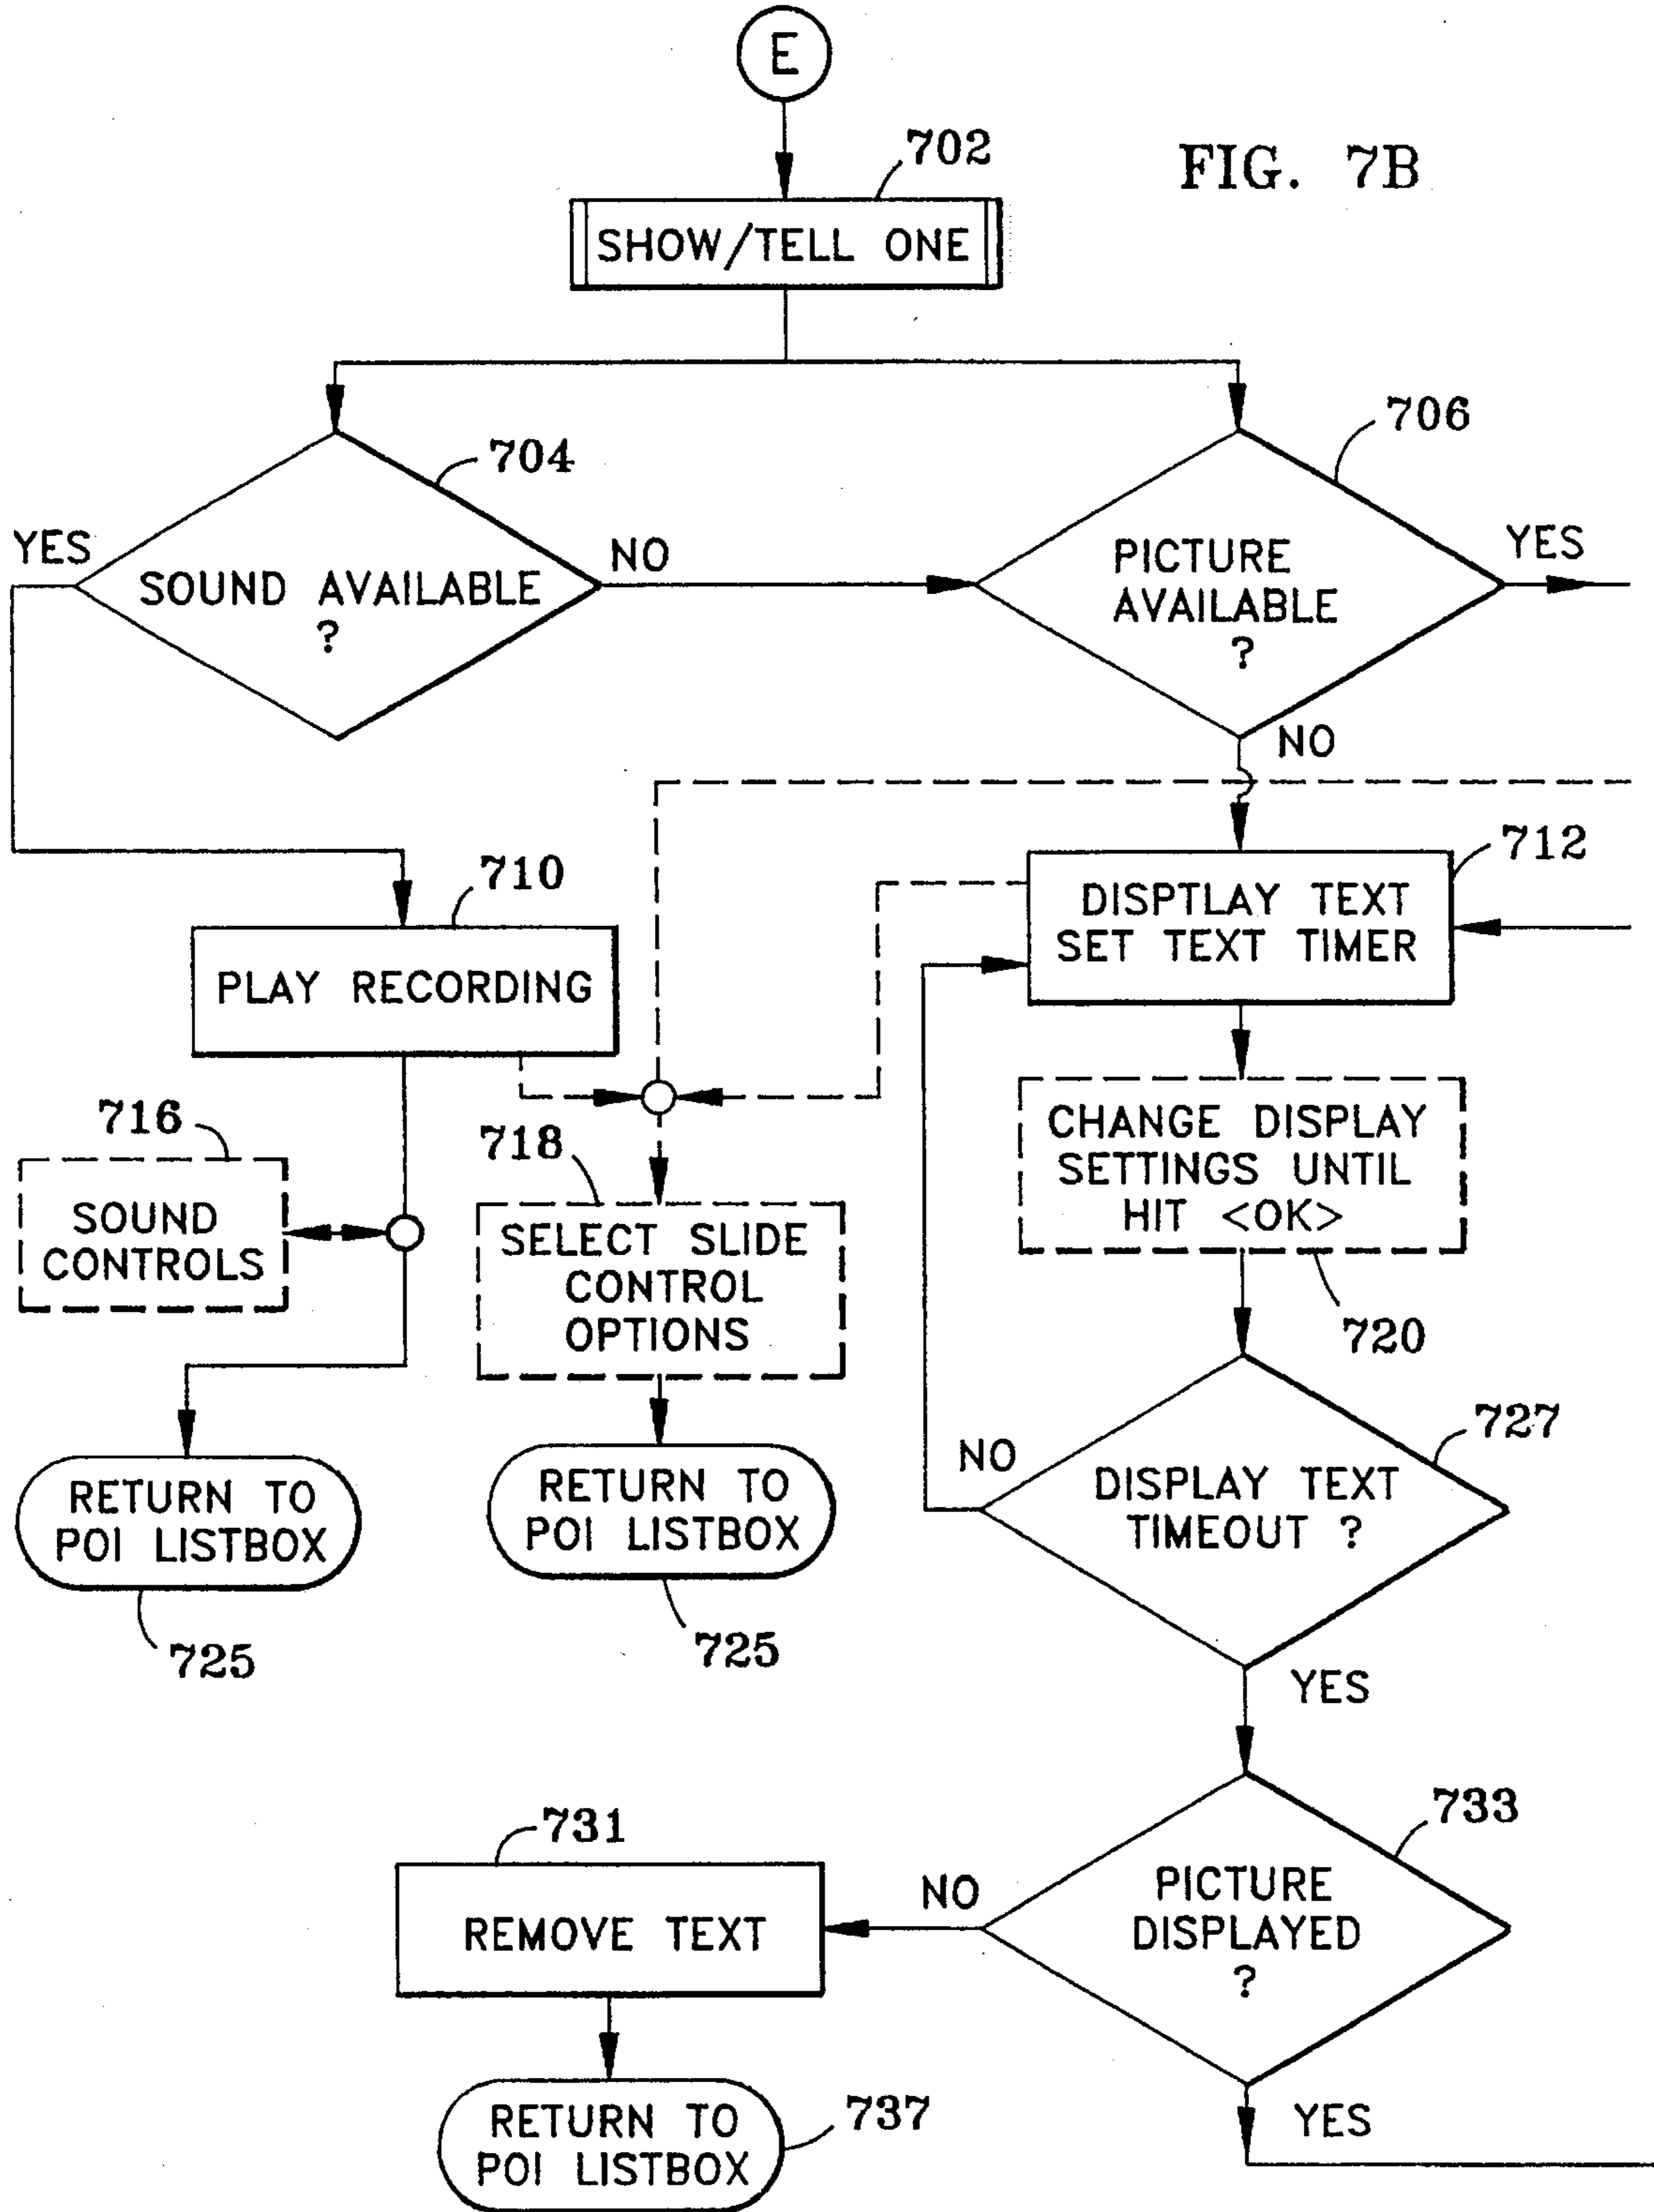 E
702
FIG. 7B
SHOW/TELL ONE
704
706
YES
SOUND AVAILABLE
?
NO
PICTURE
AVAILABLE
?
YES
NO
710
PLAY RECORDING
712
DISPTLAY TEXT
SET TEXT TIMER
716
SOUND
CONTROLS
718
SELECT SLIDE
CONTROL
OPTIONS
CHANGE DISPLAY
SETTINGS UNTIL
HIT <OK>
720
RETURN TO
POI LISTBOX
725
RETURN TO
POI LISTBOX
725
727
NO
DISPLAY TEXT
TIMEOUT ?
YES
731
REMOVE TEXT
NO
733
PICTURE
DISPLAYED
?
YES
RETURN TO
POI LISTBOX
737